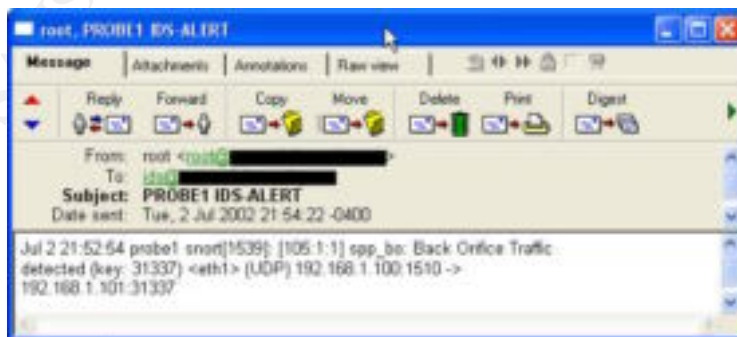 root, PROBE1 IDS-ALERT
Message Attachments Annotations Raw view
Reply Forward Copy Move Delete Print Digest
From: root <root@
To: ids@
Subject: PROBE1 IDS-ALERT
Date sent: Tue, 2 Jul 2002 21:54:22 -0400
Jul 2 21:52:54 probe1 snort[1539]: [105:1:1] spp_bo: Back Orifice Traffic
detected (key: 31337) <eth1> (UDP) 192.168.1.100:1510 ->
192.168.1.101:31337